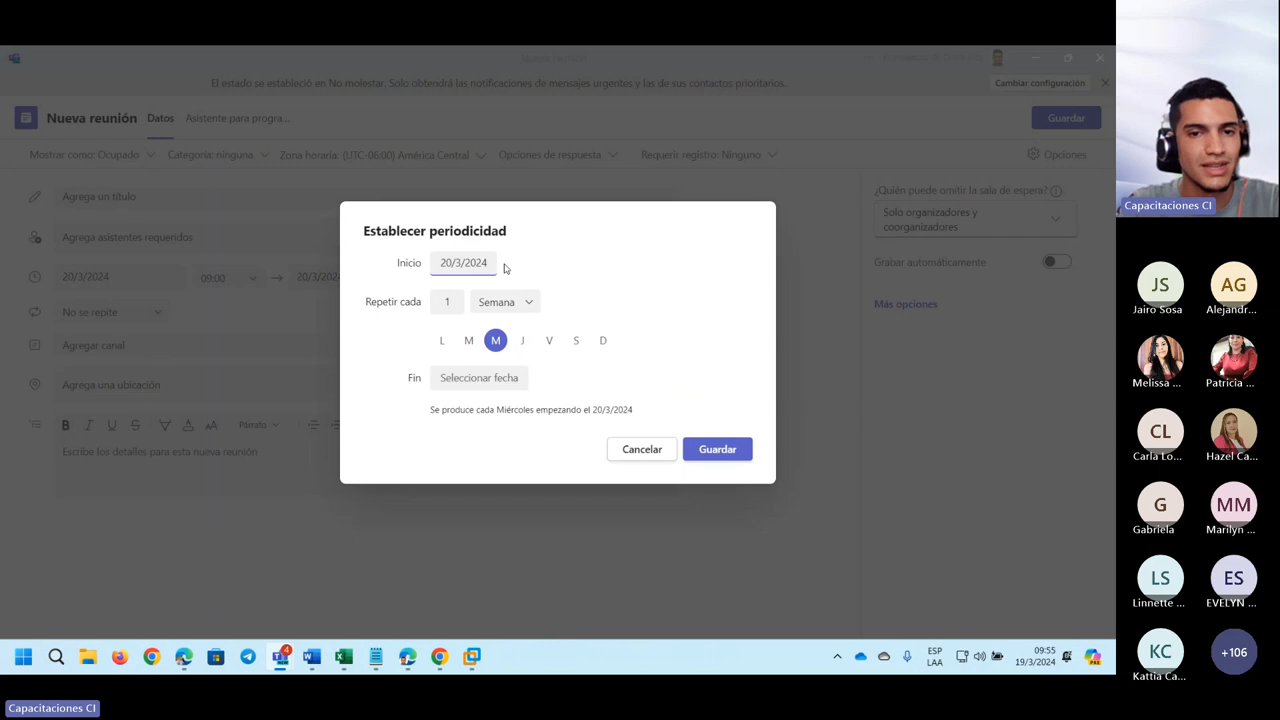 El estado se estableció en No molestar. Solo obtendrá las notificaciones de mensajes urgentes y las de sus contactos prioritarios.
Cambiar configuración
Nueva reunión
Datos
Asistente para progra...
Guardar
Mostrar como: Ocupado
Categoría: ninguna
Zona horaria: (UTC-06:00) América Central
Opciones de respuesta
Requerir registro: Ninguno
Opciones
Agrega un título
Agrega asistentes requeridos
20/3/2024
09:00
20/3/2024
No se repite
Agregar canal
Agrega una ubicación
B I U S
A
AA
Párrafo
Escribe los detalles para esta nueva reunión
¿Quién puede omitir la sala de espera?
Solo organizadores y
coorganizadores
Grabar automáticamente
Más opciones
Establecer periodicidad
Inicio
20/3/2024
Repetir cada
1
Semana
L M M J V S D
Fin
Seleccionar fecha
Se produce cada Miércoles empezando el 20/3/2024
Cancelar
Guardar
4
ESP
LAA
09:55
19/3/2024
Capacitaciones CI
Capacitaciones CI
JS
Jairo Sosa
AG
Alejandr...
Melissa ...
Patricia ...
CL
Carla Lo...
Hazel Ca...
G
Gabriela
MM
Marilyn ...
LS
Linnette ...
ES
EVELYN ...
KC
Kattia Ca...
+106